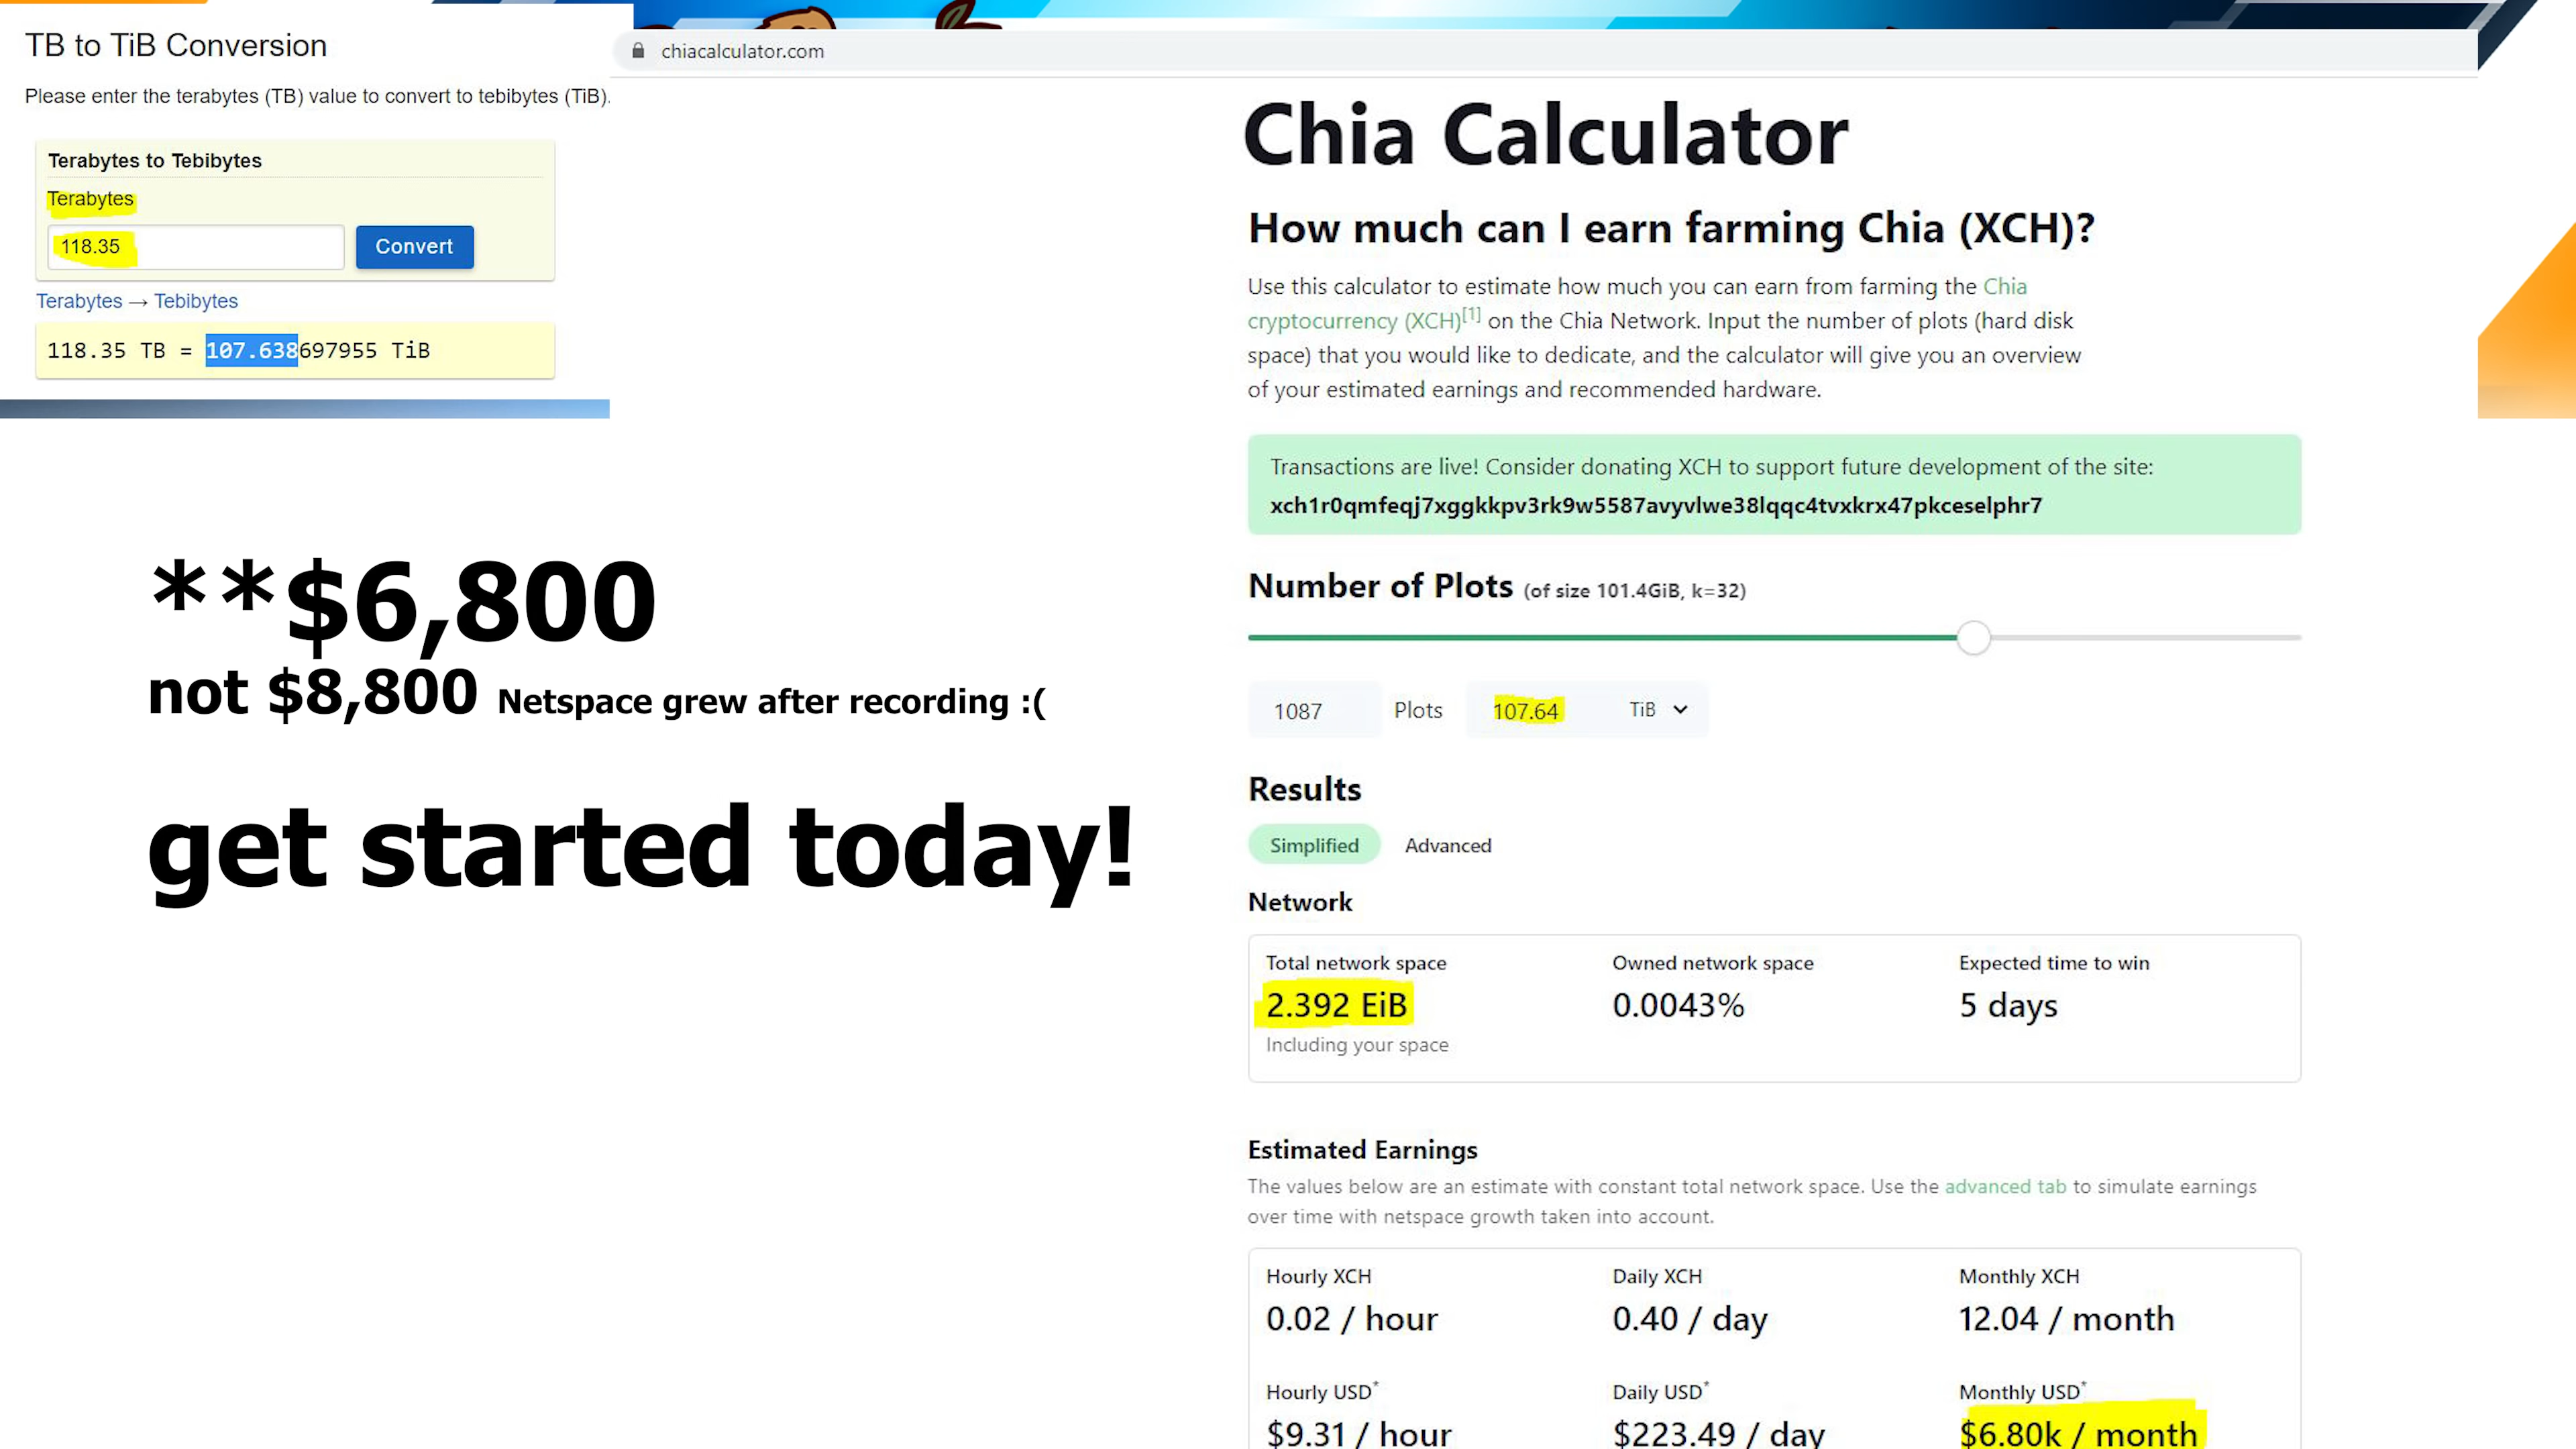 TB to TiB Conversion
Please enter the terabytes (TB) value to convert to tebibytes (TiB).
Terabytes to Tebibytes
Terabytes
118.35
Convert
Terabytes → Tebibytes
118.35 TB = 107.638697955 TiB
**$6,800
not $8,800 Netspace grew after recording :(
get started today!
chiacalculator.com
Chia Calculator
How much can I earn farming Chia (XCH)?
Use this calculator to estimate how much you can earn from farming the Chia
cryptocurrency (XCH)[1] on the Chia Network. Input the number of plots (hard disk
space) that you would like to dedicate, and the calculator will give you an overview
of your estimated earnings and recommended hardware.
Transactions are live! Consider donating XCH to support future development of the site:
xch1r0qmfeqj7xggkkpv3rk9w5587avyvlwe38lqqc4tvxkrx47pkceselphr7
Number of Plots (of size 101.4GiB, k=32)
1087 Plots 107.64 TiB
Results
Simplified Advanced
Network
Total network space Owned network space Expected time to win
2.392 EiB 0.0043% 5 days
Including your space
Estimated Earnings
The values below are an estimate with constant total network space. Use the advanced tab to simulate earnings
over time with netspace growth taken into account.
Hourly XCH Daily XCH Monthly XCH
0.02 / hour 0.40 / day 12.04 / month
Hourly USD* Daily USD* Monthly USD*
$9.31 / hour $223.49 / day $6.80k / month